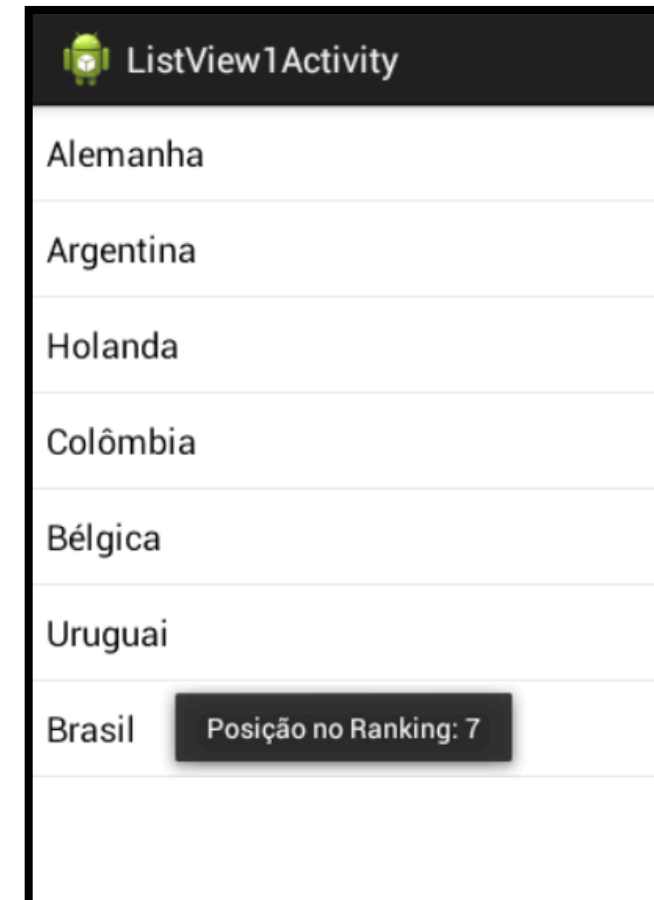 ListView1Activity
Alemanha
Argentina
Holanda
Colômbia
Bélgica
Uruguai
Brasil
Posição no Ranking: 7